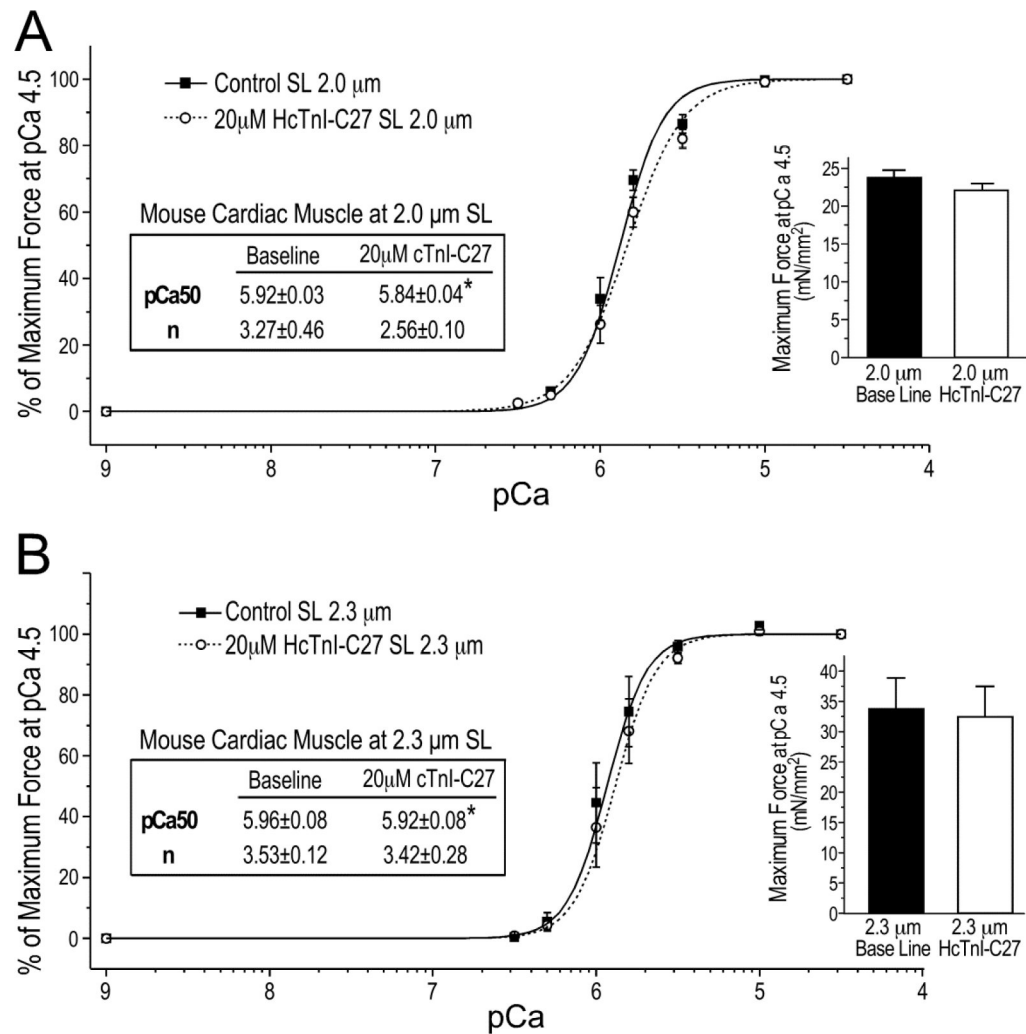 A
% of Maximum Force at pCa 4.5
100
80
60
40
20
0
Control SL 2.0 µm
20µM HcTnI-C27 SL 2.0 µm
Mouse Cardiac Muscle at 2.0 µm SL
Baseline 20µM cTnI-C27
pCa50 5.92±0.03 5.84±0.04*
n 3.27±0.46 2.56±0.10
9 8 7 6 5 4
pCa
Maximum Force at pCa 4.5
(mN/mm²)
25
20
15
10
5
0
2.0 µm 2.0 µm
Base Line HcTnI-C27
B
% of Maximum Force at pCa 4.5
100
80
60
40
20
0
Control SL 2.3 µm
20µM HcTnI-C27 SL 2.3 µm
Mouse Cardiac Muscle at 2.3 µm SL
Baseline 20µM cTnI-C27
pCa50 5.96±0.08 5.92±0.08*
n 3.53±0.12 3.42±0.28
9 8 7 6 5 4
pCa
Maximum Force at pCa 4.5
(mN/mm²)
40
35
30
25
20
15
10
5
0
2.3 µm 2.3 µm
Base Line HcTnI-C27